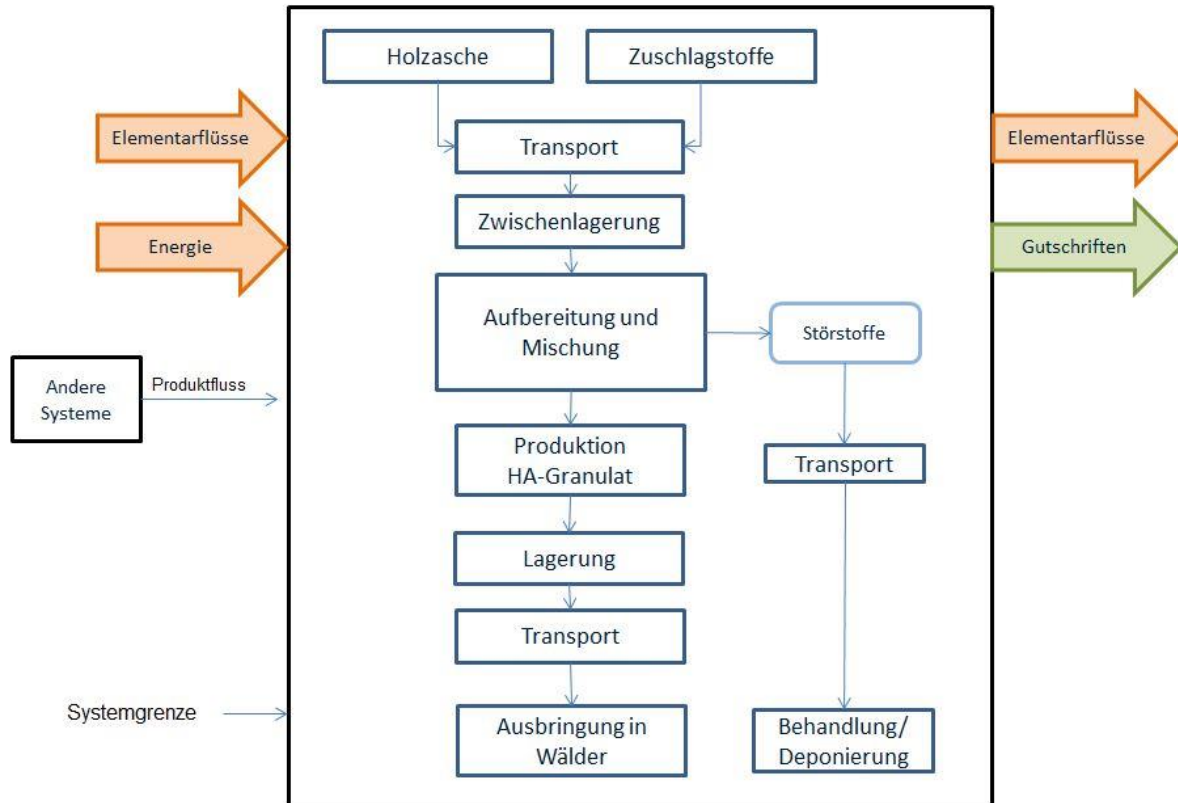 Holzasche
Zuschlagstoffe
Elementarflüsse
Transport
Elementarflüsse
Zwischenlagerung
Energie
Gutschriften
Aufbereitung und
Mischung
Störstoffe
Andere
Systeme
Produktfluss
Produktion
HA-Granulat
Transport
Lagerung
Transport
Systemgrenze
Ausbringung in
Wälder
Behandlung/
Deponierung